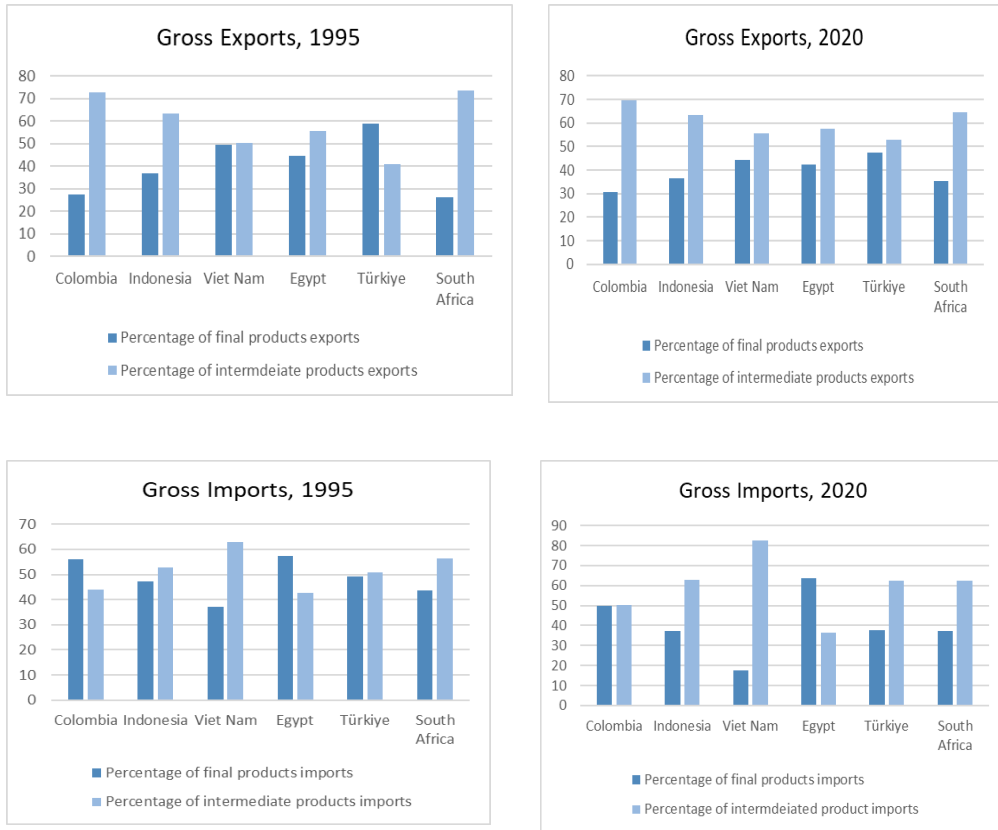 Gross Exports, 1995
80
70
60
50
40
30
20
10
0
Colombia Indonesia Viet Nam Egypt Türkiye South
Africa
Percentage of final products exports
Percentage of intermdeiate products exports
Gross Exports, 2020
80
70
60
50
40
30
20
10
0
Colombia Indonesia Viet Nam Egypt Türkiye South
Africa
Percentage of final products exports
Percentage of intermediate products exports
Gross Imports, 1995
70
60
50
40
30
20
10
0
Colombia Indonesia Viet Nam Egypt Türkiye South
Africa
Percentage of final products imports
Percentage of intermediate products imports
Gross Imports, 2020
90
80
70
60
50
40
30
20
10
0
Colombia Indonesia Viet Nam Egypt Türkiye South
Africa
Percentage of final products imports
Percentage of intermdeiated product imports